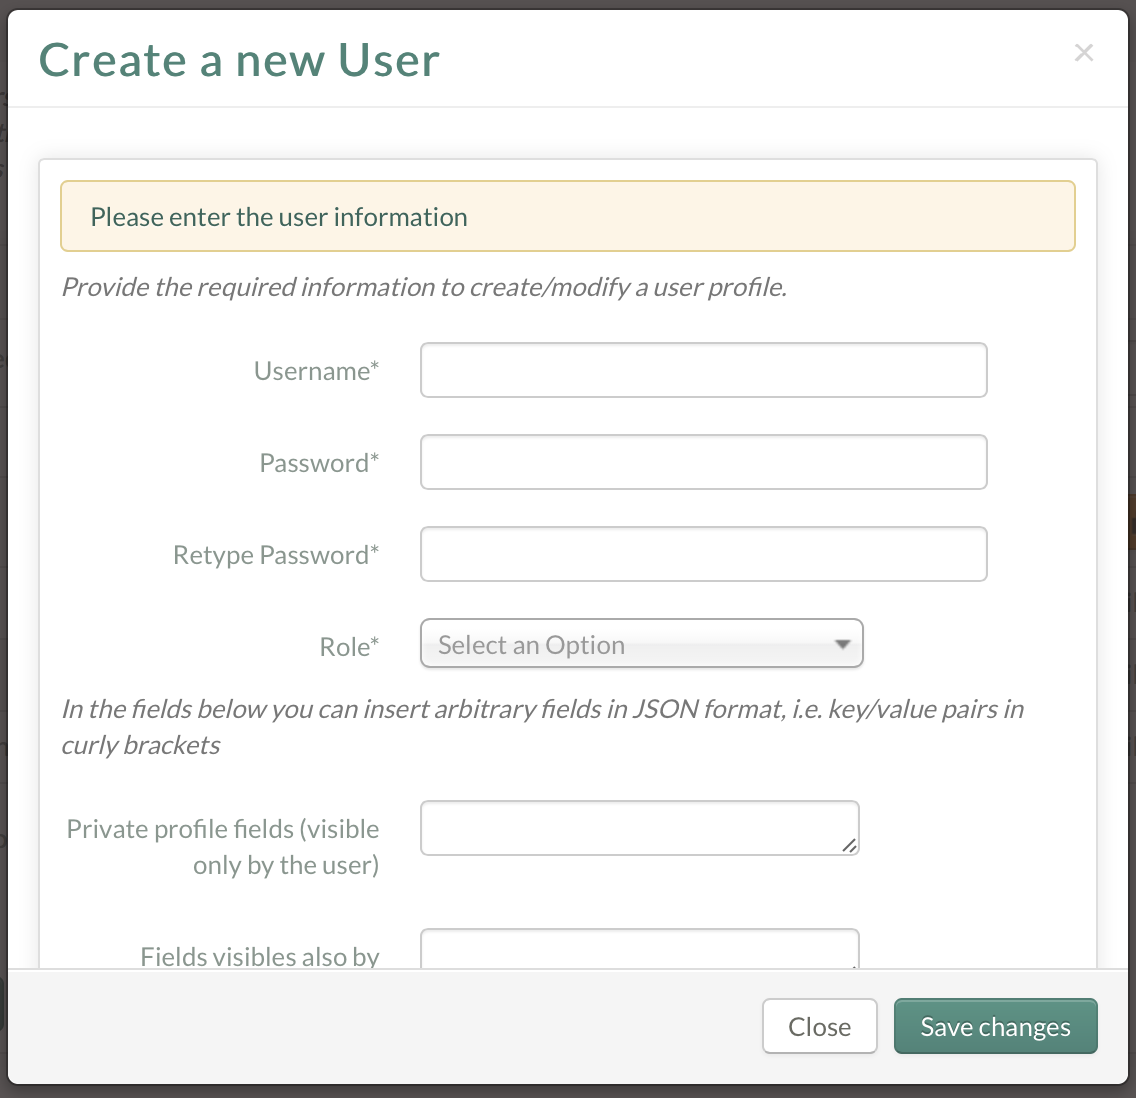 Create a new User
×
Please enter the user information
Provide the required information to create/modify a user profile.
Username*
Password*
Retype Password*
Role*
Select an Option
In the fields below you can insert arbitrary fields in JSON format, i.e. key/value pairs in
curly brackets
Private profile fields (visible
only by the user)
Fields visibles also by
Close
Save changes